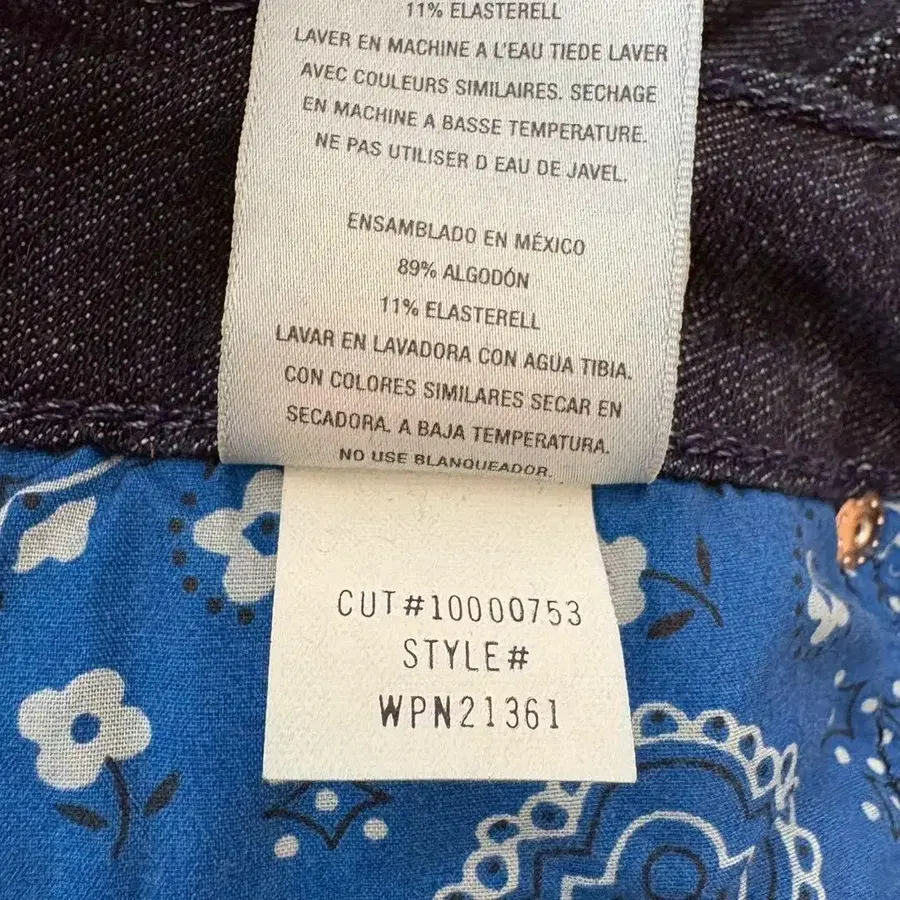 11% ELASTERELL
LAVER EN MACHINE A L'EAU TIEDE LAVER
AVEC COULEURS SIMILAIRES. SECHAGE
EN MACHINE A BASSE TEMPERATURE.
NE PAS UTILISER D EAU DE JAVEL.
ENSAMBLADO EN MÉXICO
89% ALGODÓN
11% ELASTERELL
LAVAR EN LAVADORA CON AGUA TIBIA.
CON COLORES SIMILARES SECAR EN
SECADORA. A BAJA TEMPERATURA.
NO USE BLANQUEADOR.
CUT#10000753
STYLE#
WPN21361